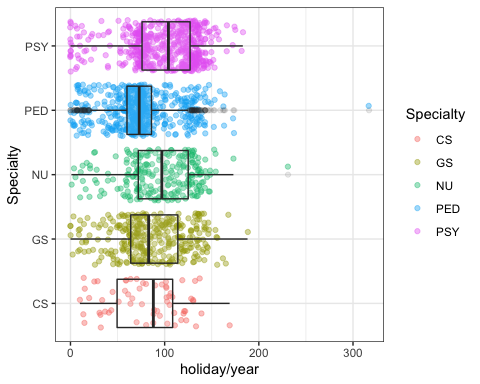 PSY
PED
NU
GS
CS
Specialty
0
100
200
300
holiday/year
Specialty
CS
GS
NU
PED
PSY